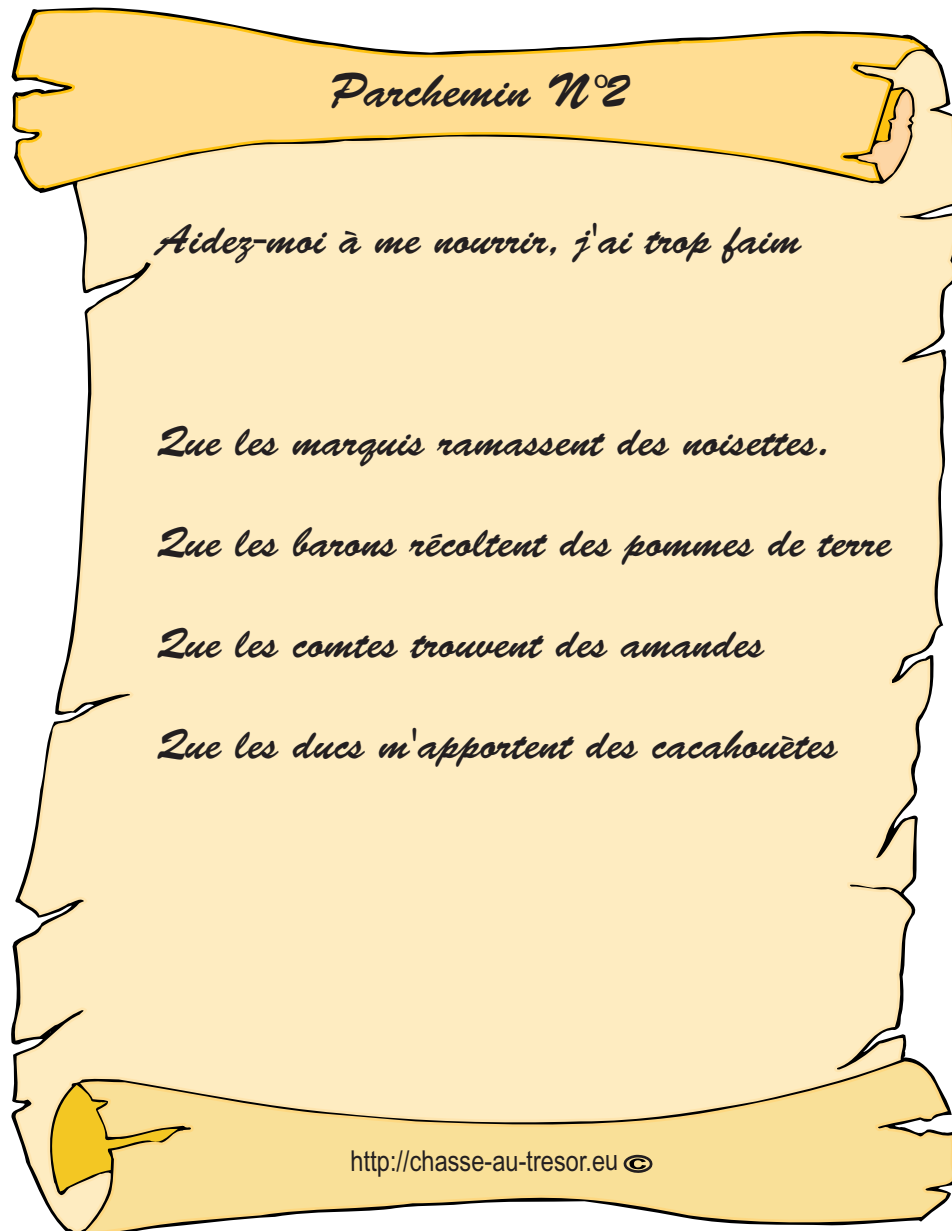 Parchemin N°2
Aidez-moi à me nourrir, j'ai trop faim
Que les marquis ramassent des noisettes.
Que les barons récoltent des pommes de terre
Que les comtes trouvent des amandes
Que les ducs m'apportent des cacahouètes
http://chasse-au-tresor.eu ©